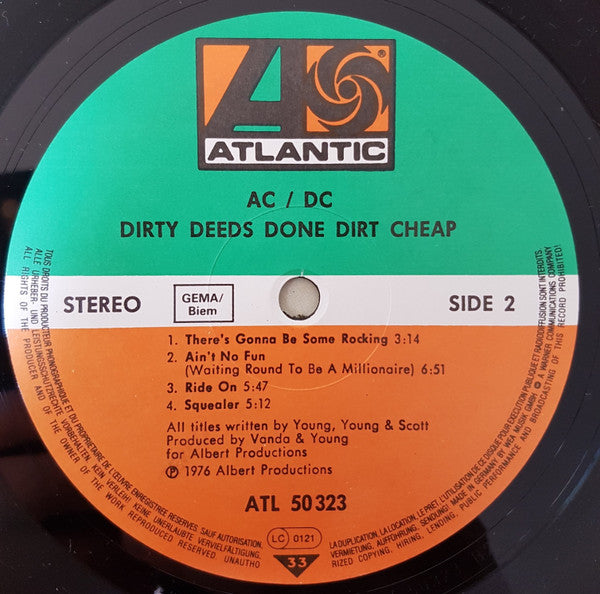 ATLANTIC
AC / DC
DIRTY DEEDS DONE DIRT CHEAP
STEREO
GEMA/
Biem
SIDE 2
1. There's Gonna Be Some Rocking 3:14
2. Ain't No Fun
(Waiting Round To Be A Millionaire) 6:51
3. Ride On 5:47
4. Squealer 5:12
All titles written by Young, Young & Scott
Produced by Vanda & Young
for Albert Productions
℗ 1976 Albert Productions
ATL 50 323
LC 0121
33
TOUS DROITS DU PRODUCTEUR PHONOGRAPHIQUE ET DU PROPRIETAIRE DE L'ŒUVRE ENREGISTREE RESERVES. SAUF AUTORISATION,
LA DUPLICATION, LA LOCATION, LE PRET, L'UTILISATION DE CE DISQUE POUR EXECUTION PUBLIQUE ET RADIODIFFUSION SONT INTERDITS
ALLE URHEBER- UND LEISTUNGSSCHUTZRECHTE VORBEHALTEN. KEIN VERLEIH! KEINE UNERLAUBTE VERVIELFÄLTIGUNG,
VERMIETUNG, AUFFÜHRUNG, SENDUNG! MADE IN GERMANY BY WEA MUSIK GMBH. A WARNER COMMUNICATIONS COMPANY
ALL RIGHTS OF THE PRODUCER AND OF THE OWNER OF THE WORK REPRODUCED RESERVED. UNAUTHO
RIZED COPYING, HIRING, LENDING, PUBLIC PERFORMANCE AND BROADCASTING OF THIS RECORD PROHIBITED!